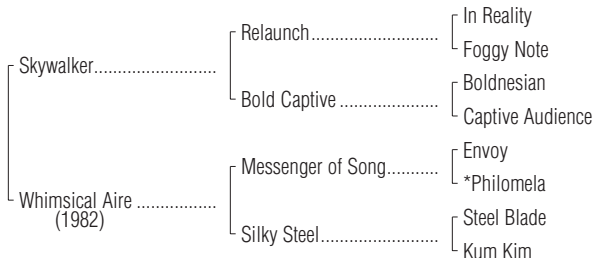 In Reality
Relaunch...........................
Foggy Note
Skywalker..........................
Boldnesian
Bold Captive .....................
Captive Audience
Envoy
Messenger of Song...........
*Philomela
Whimsical Aire .................
(1982)
Steel Blade
Silky Steel.........................
Kum Kim